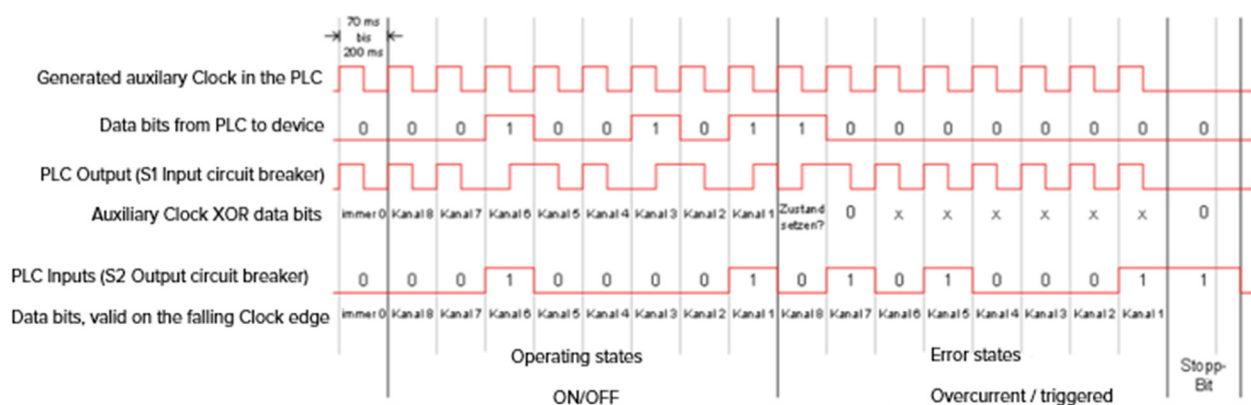 70 ms
bis
200 ms
Generated auxilary Clock in the PLC
Data bits from PLC to device 0 0 0 1 0 0 1 0 1 1 0 0 0 0 0 0 0 0
PLC Output (S1 Input circuit breaker)
Auxiliary Clock XOR data bits immer 0 Kanal 8 Kanal 7 Kanal 6 Kanal 5 Kanal 4 Kanal 3 Kanal 2 Kanal 1 Zustand setzen? 0 x x x x x x 0
PLC Inputs (S2 Output circuit breaker) 0 0 0 1 0 0 0 0 1 0 1 0 1 0 0 0 1 1
Data bits, valid on the falling Clock edge immer 0 Kanal 8 Kanal 7 Kanal 6 Kanal 5 Kanal 4 Kanal 3 Kanal 2 Kanal 1 Kanal 8 Kanal 7 Kanal 6 Kanal 5 Kanal 4 Kanal 3 Kanal 2 Kanal 1
Operating states Error states
ON/OFF Overcurrent / triggered
Stopp-
Bit